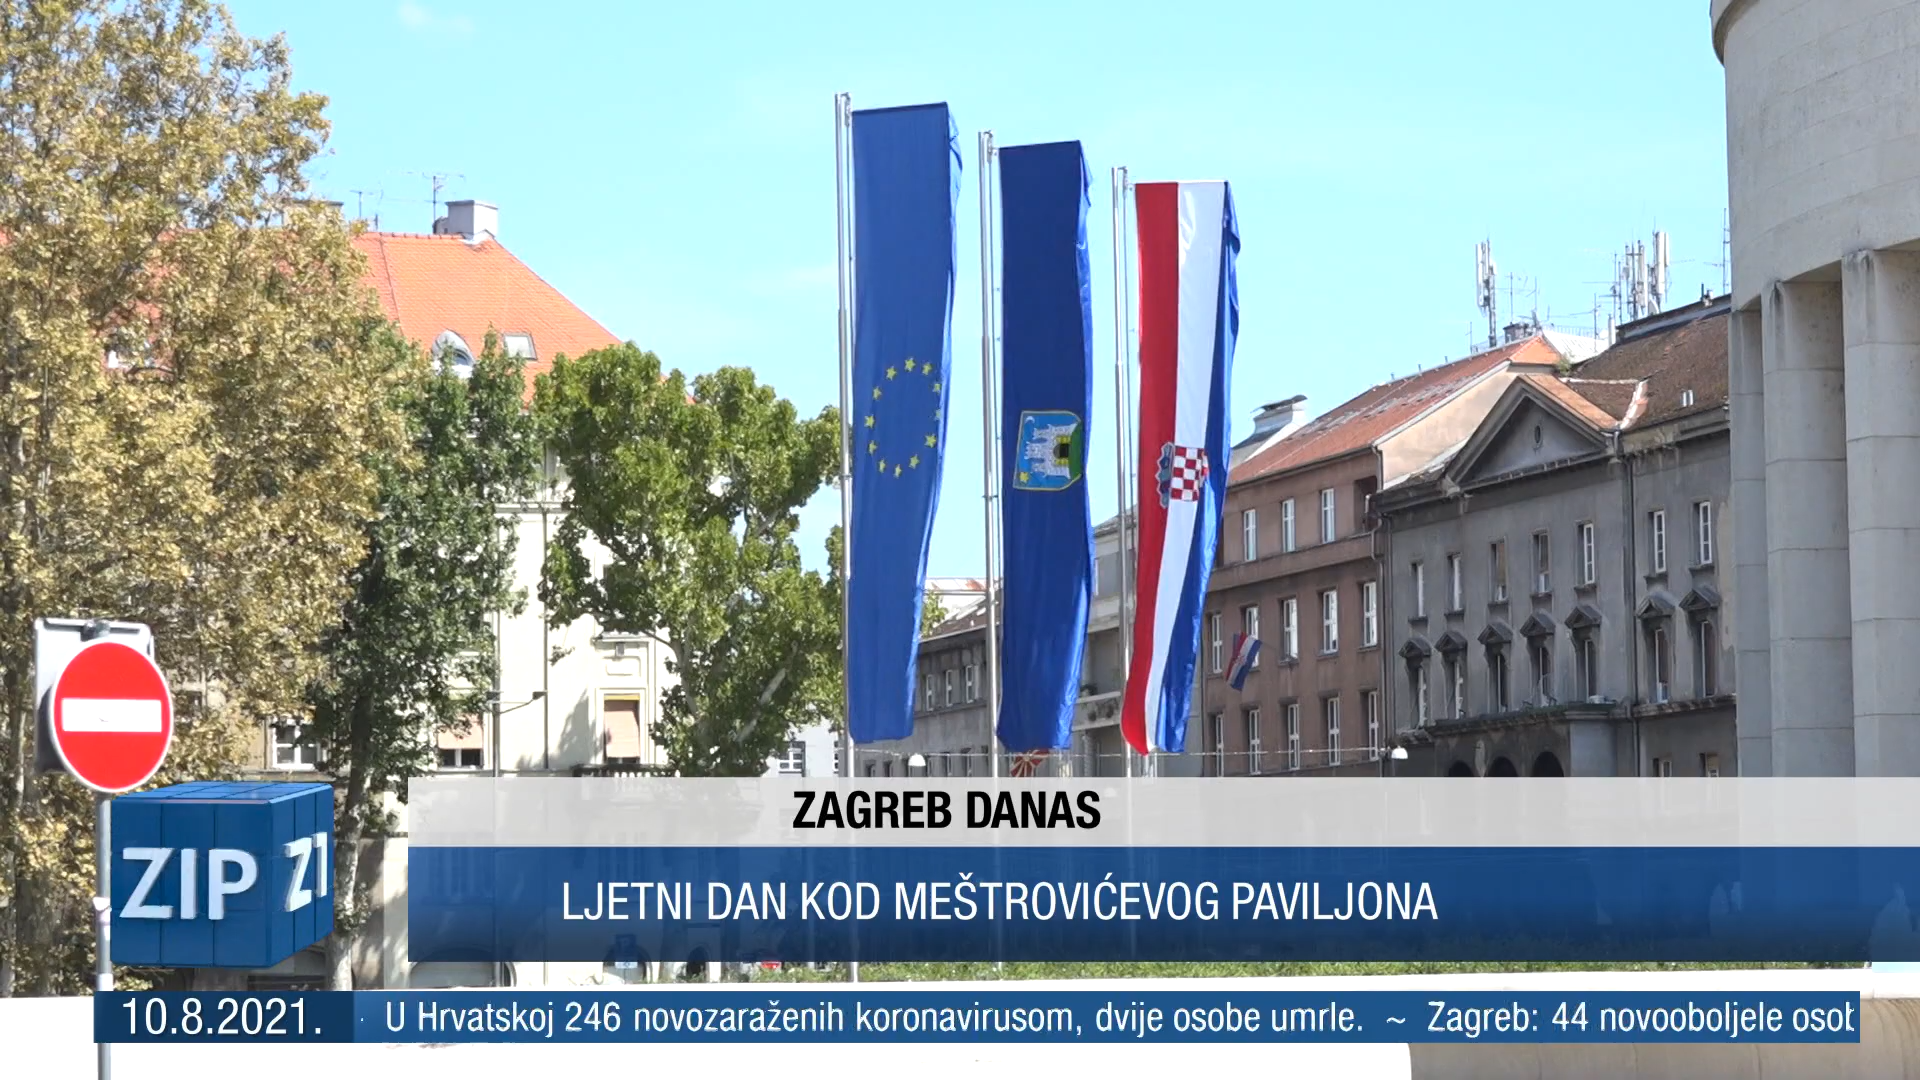 ZAGREB DANAS
ZIP Z1
LJETNI DAN KOD MEŠTROVIĆEVOG PAVILJONA
10.8.2021. U Hrvatskoj 246 novozaraženih koronavirusom, dvije osobe umrle. ~ Zagreb: 44 novooboljele